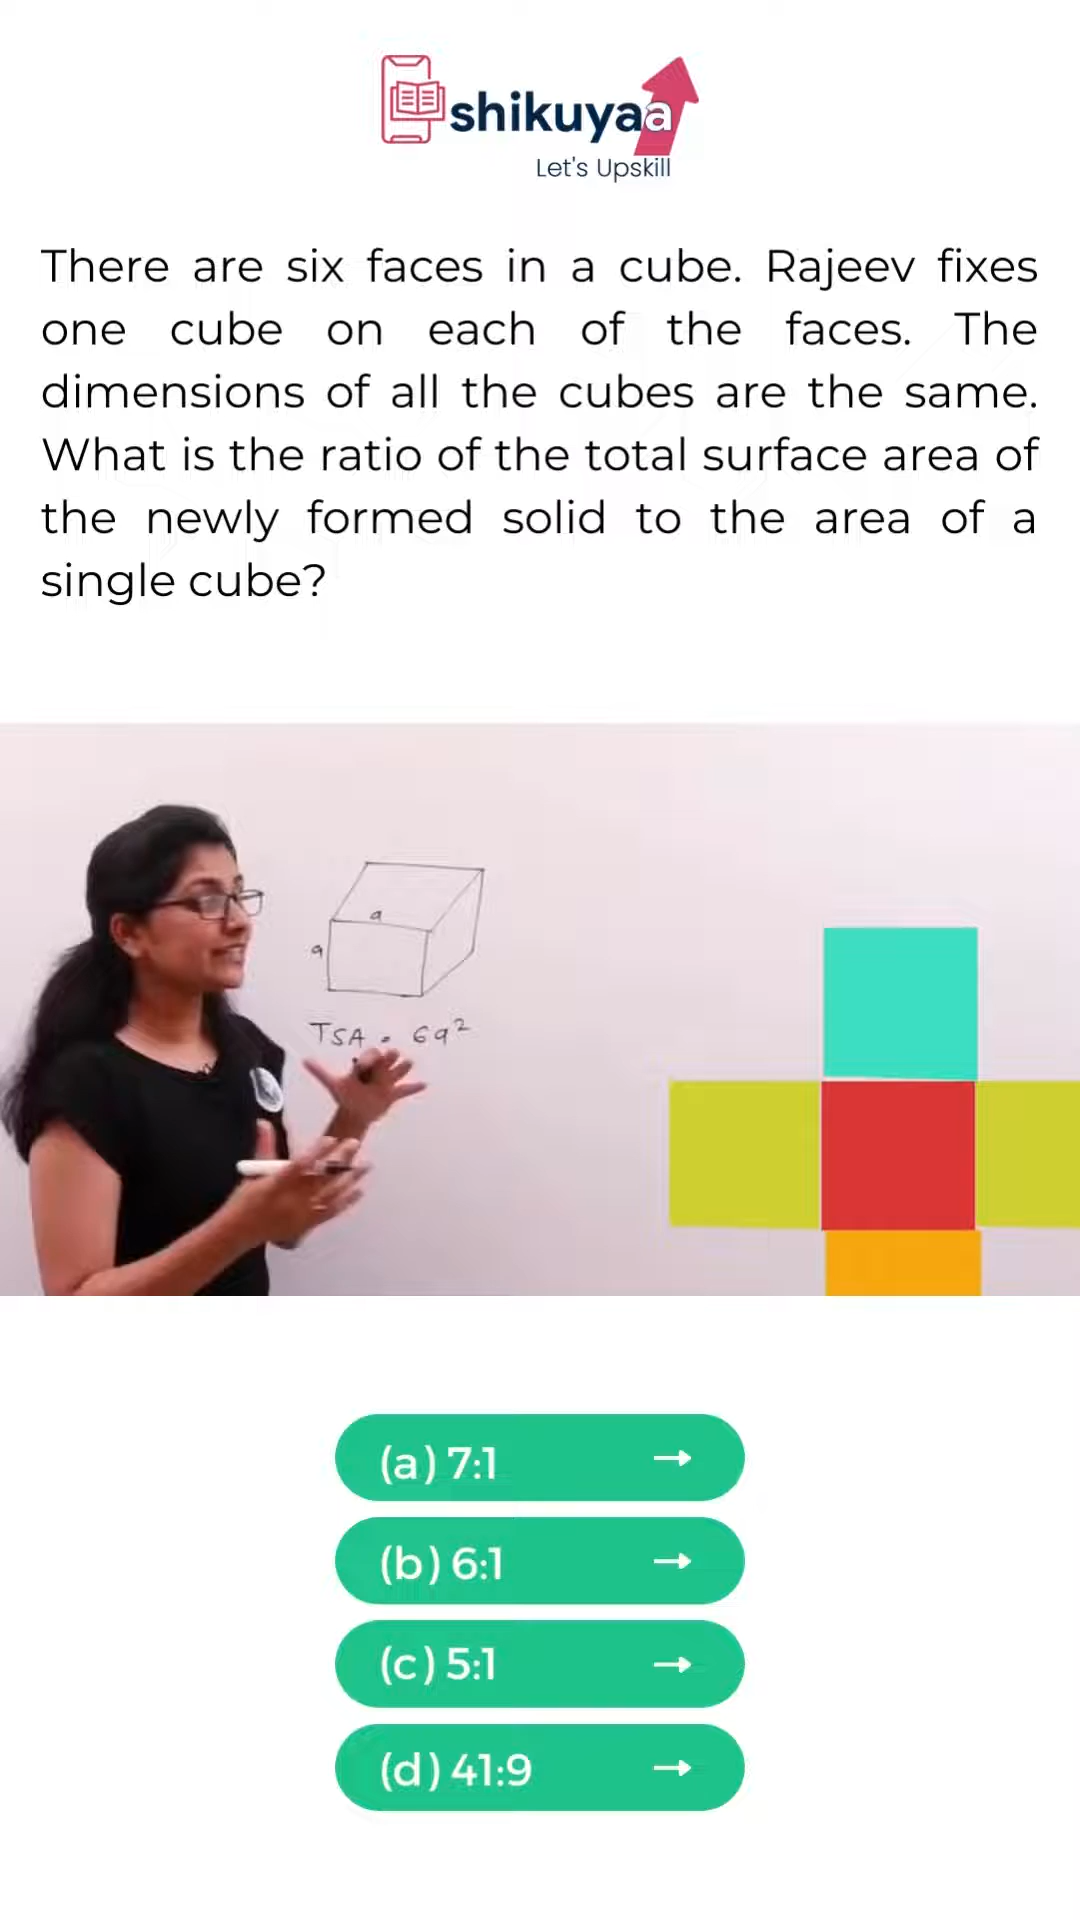 shikuyaa
Let's Upskill
There are six faces in a cube. Rajeev fixes
one cube on each of the faces. The
dimensions of all the cubes are the same.
What is the ratio of the total surface area of
the newly formed solid to the area of a
single cube?
a
a
TSA = 6a²
(a) 7:1
(b) 6:1
(c) 5:1
(d) 41:9